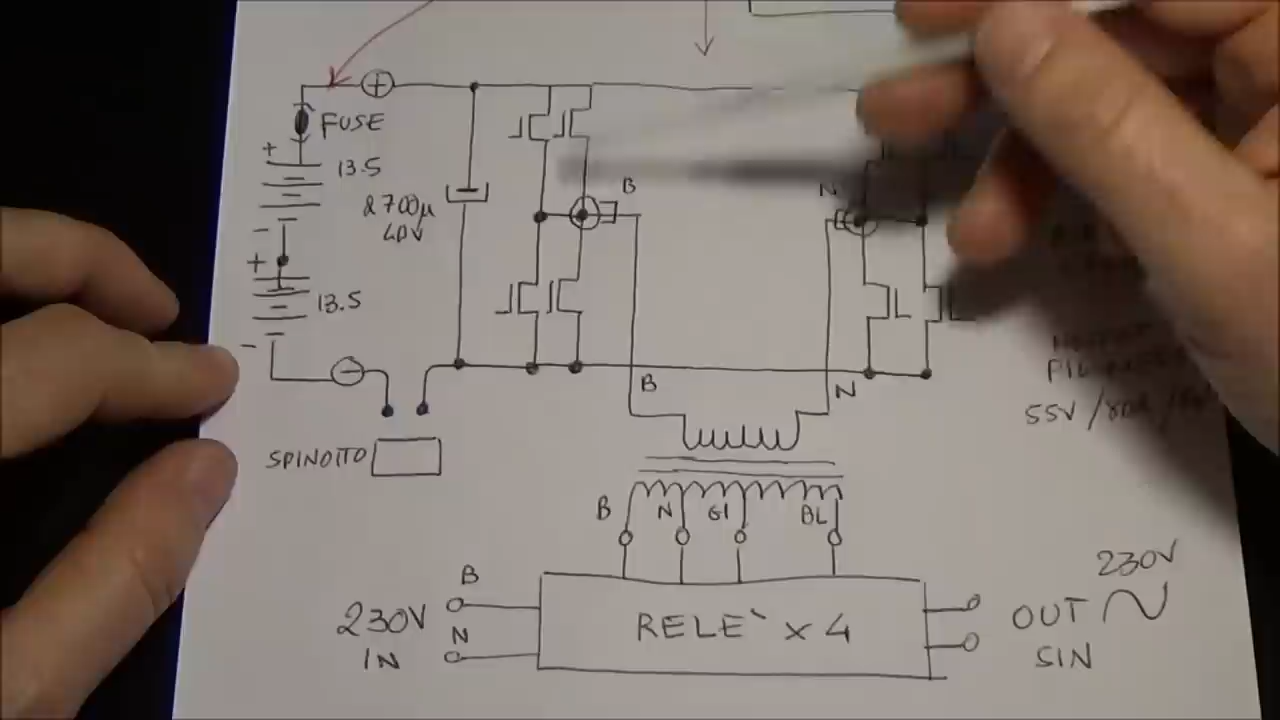 +
FUSE
+
13.5
2700µ
40V
B
N
-
+
13.5
-
-
B
N
55V
SPINOTTO
B
N
GI
BL
B
230V
IN
N
RELE` x 4
230V
OUT
SIN